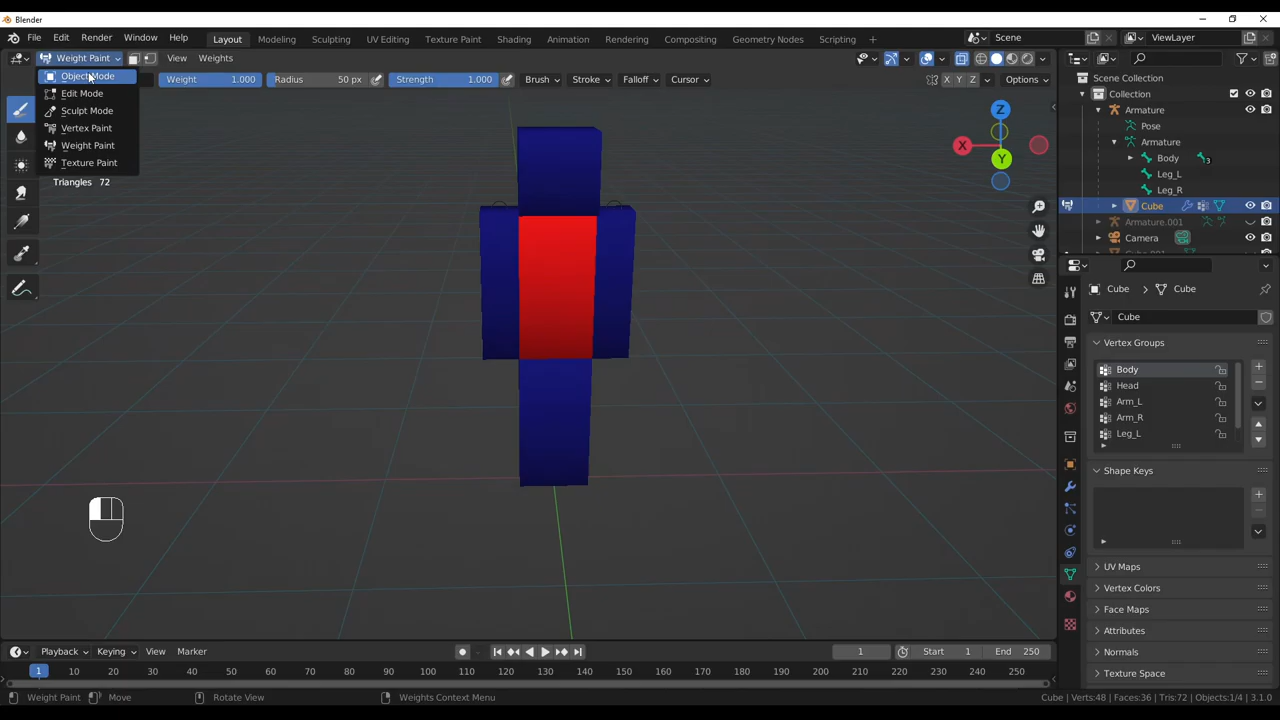 Blender
File Edit Render Window Help Layout Modeling Sculpting UV Editing Texture Paint Shading Animation Rendering Compositing Geometry Nodes Scripting Scene ViewLayer
Weight Paint View Weights
Object Mode Weight 1.000 Radius 50 px Strength 1.000 Brush Stroke Falloff Cursor X Y Z Options
Edit Mode
Sculpt Mode
Vertex Paint
Weight Paint
Texture Paint
Triangles 72
Z
X
Y
Scene Collection
Collection
Armature
Pose
Armature
Body 3
Leg_L
Leg_R
Cube
Armature.001
Camera
Cube Cube
Cube
Vertex Groups
Body
Head
Arm_L
Arm_R
Leg_L
Shape Keys
UV Maps
Vertex Colors
Face Maps
Attributes
Normals
Texture Space
Playback Keying View Marker 1 Start 1 End 250
1 10 20 30 40 50 60 70 80 90 100 110 120 130 140 150 160 170 180 190 200 210 220 230 240 250
Weight Paint Move Rotate View Weights Context Menu Cube | Verts:48 | Faces:36 | Tris:72 | Objects:1/4 | 3.1.0